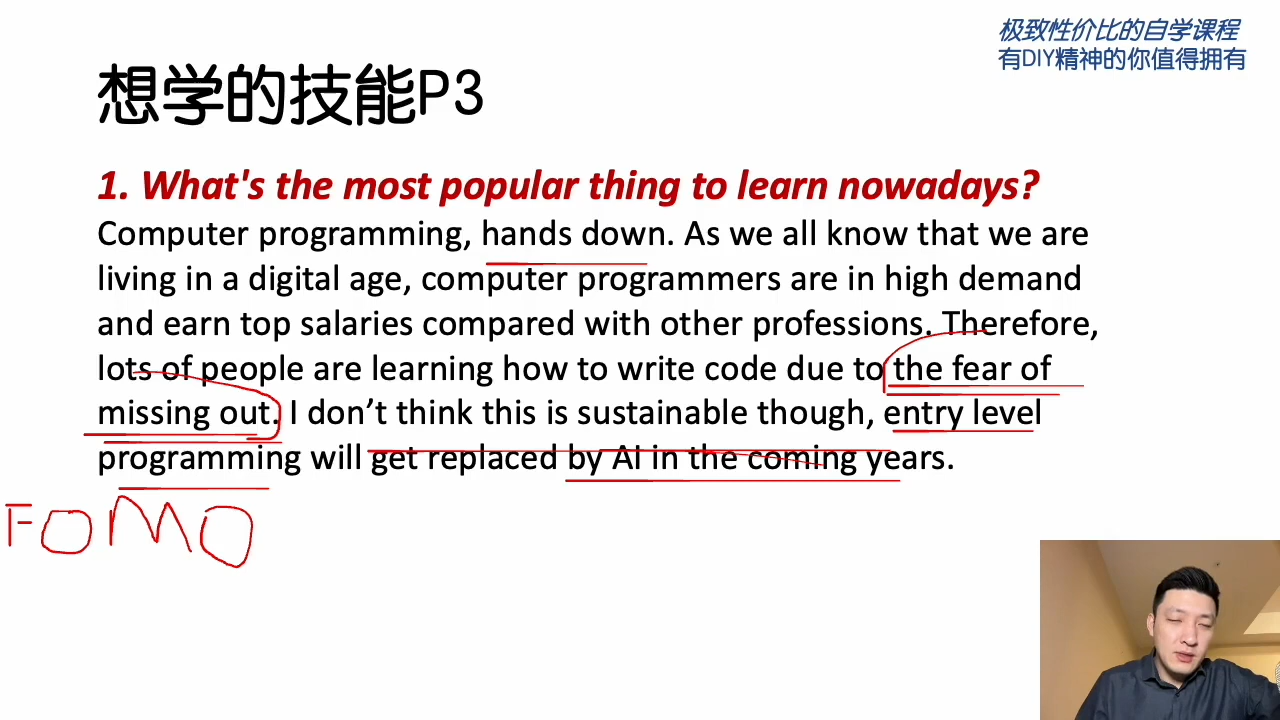 极致性价比的自学课程
有DIY精神的你值得拥有
想学的技能P3
1. What's the most popular thing to learn nowadays?
Computer programming, hands down. As we all know that we are
living in a digital age, computer programmers are in high demand
and earn top salaries compared with other professions. Therefore,
lots of people are learning how to write code due to the fear of
missing out. I don’t think this is sustainable though, entry level
programming will get replaced by AI in the coming years.
FOMO